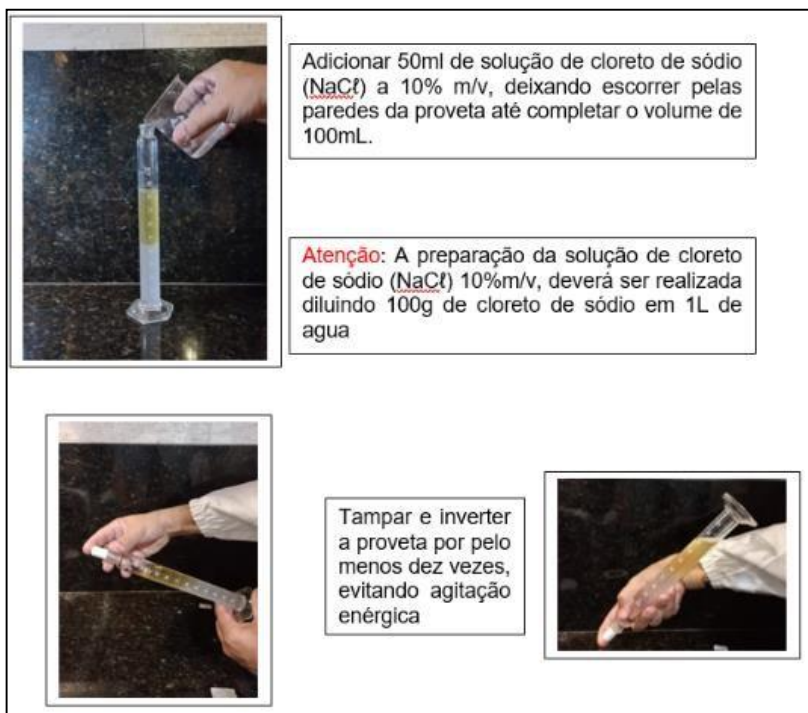 Adicionar 50ml de solução de cloreto de sódio
(NaCℓ) a 10% m/v, deixando escorrer pelas
paredes da proveta até completar o volume de
100mL.
Atenção: A preparação da solução de cloreto
de sódio (NaCℓ) 10%m/v, deverá ser realizada
diluindo 100g de cloreto de sódio em 1L de
agua
Tampar e inverter
a proveta por pelo
menos dez vezes,
evitando agitação
enérgica